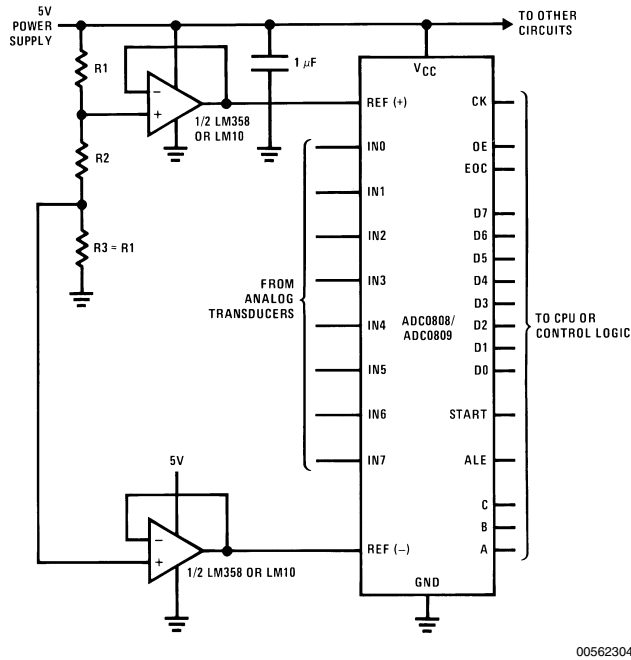 5V
POWER
SUPPLY
TO OTHER
CIRCUITS
R1
1 μF
VCC
−
+
1/2 LM358
OR LM10
REF (+)
CK
R2
IN0
OE
EOC
IN1
D7
R3 = R1
IN2
D6
D5
FROM
ANALOG
TRANSDUCERS
IN3
D4
D3
IN4
ADC0808/
ADC0809
D2
TO CPU OR
CONTROL LOGIC
D1
IN5
D0
IN6
START
5V
IN7
ALE
C
B
−
+
1/2 LM358 OR LM10
REF (−)
A
GND
00562304